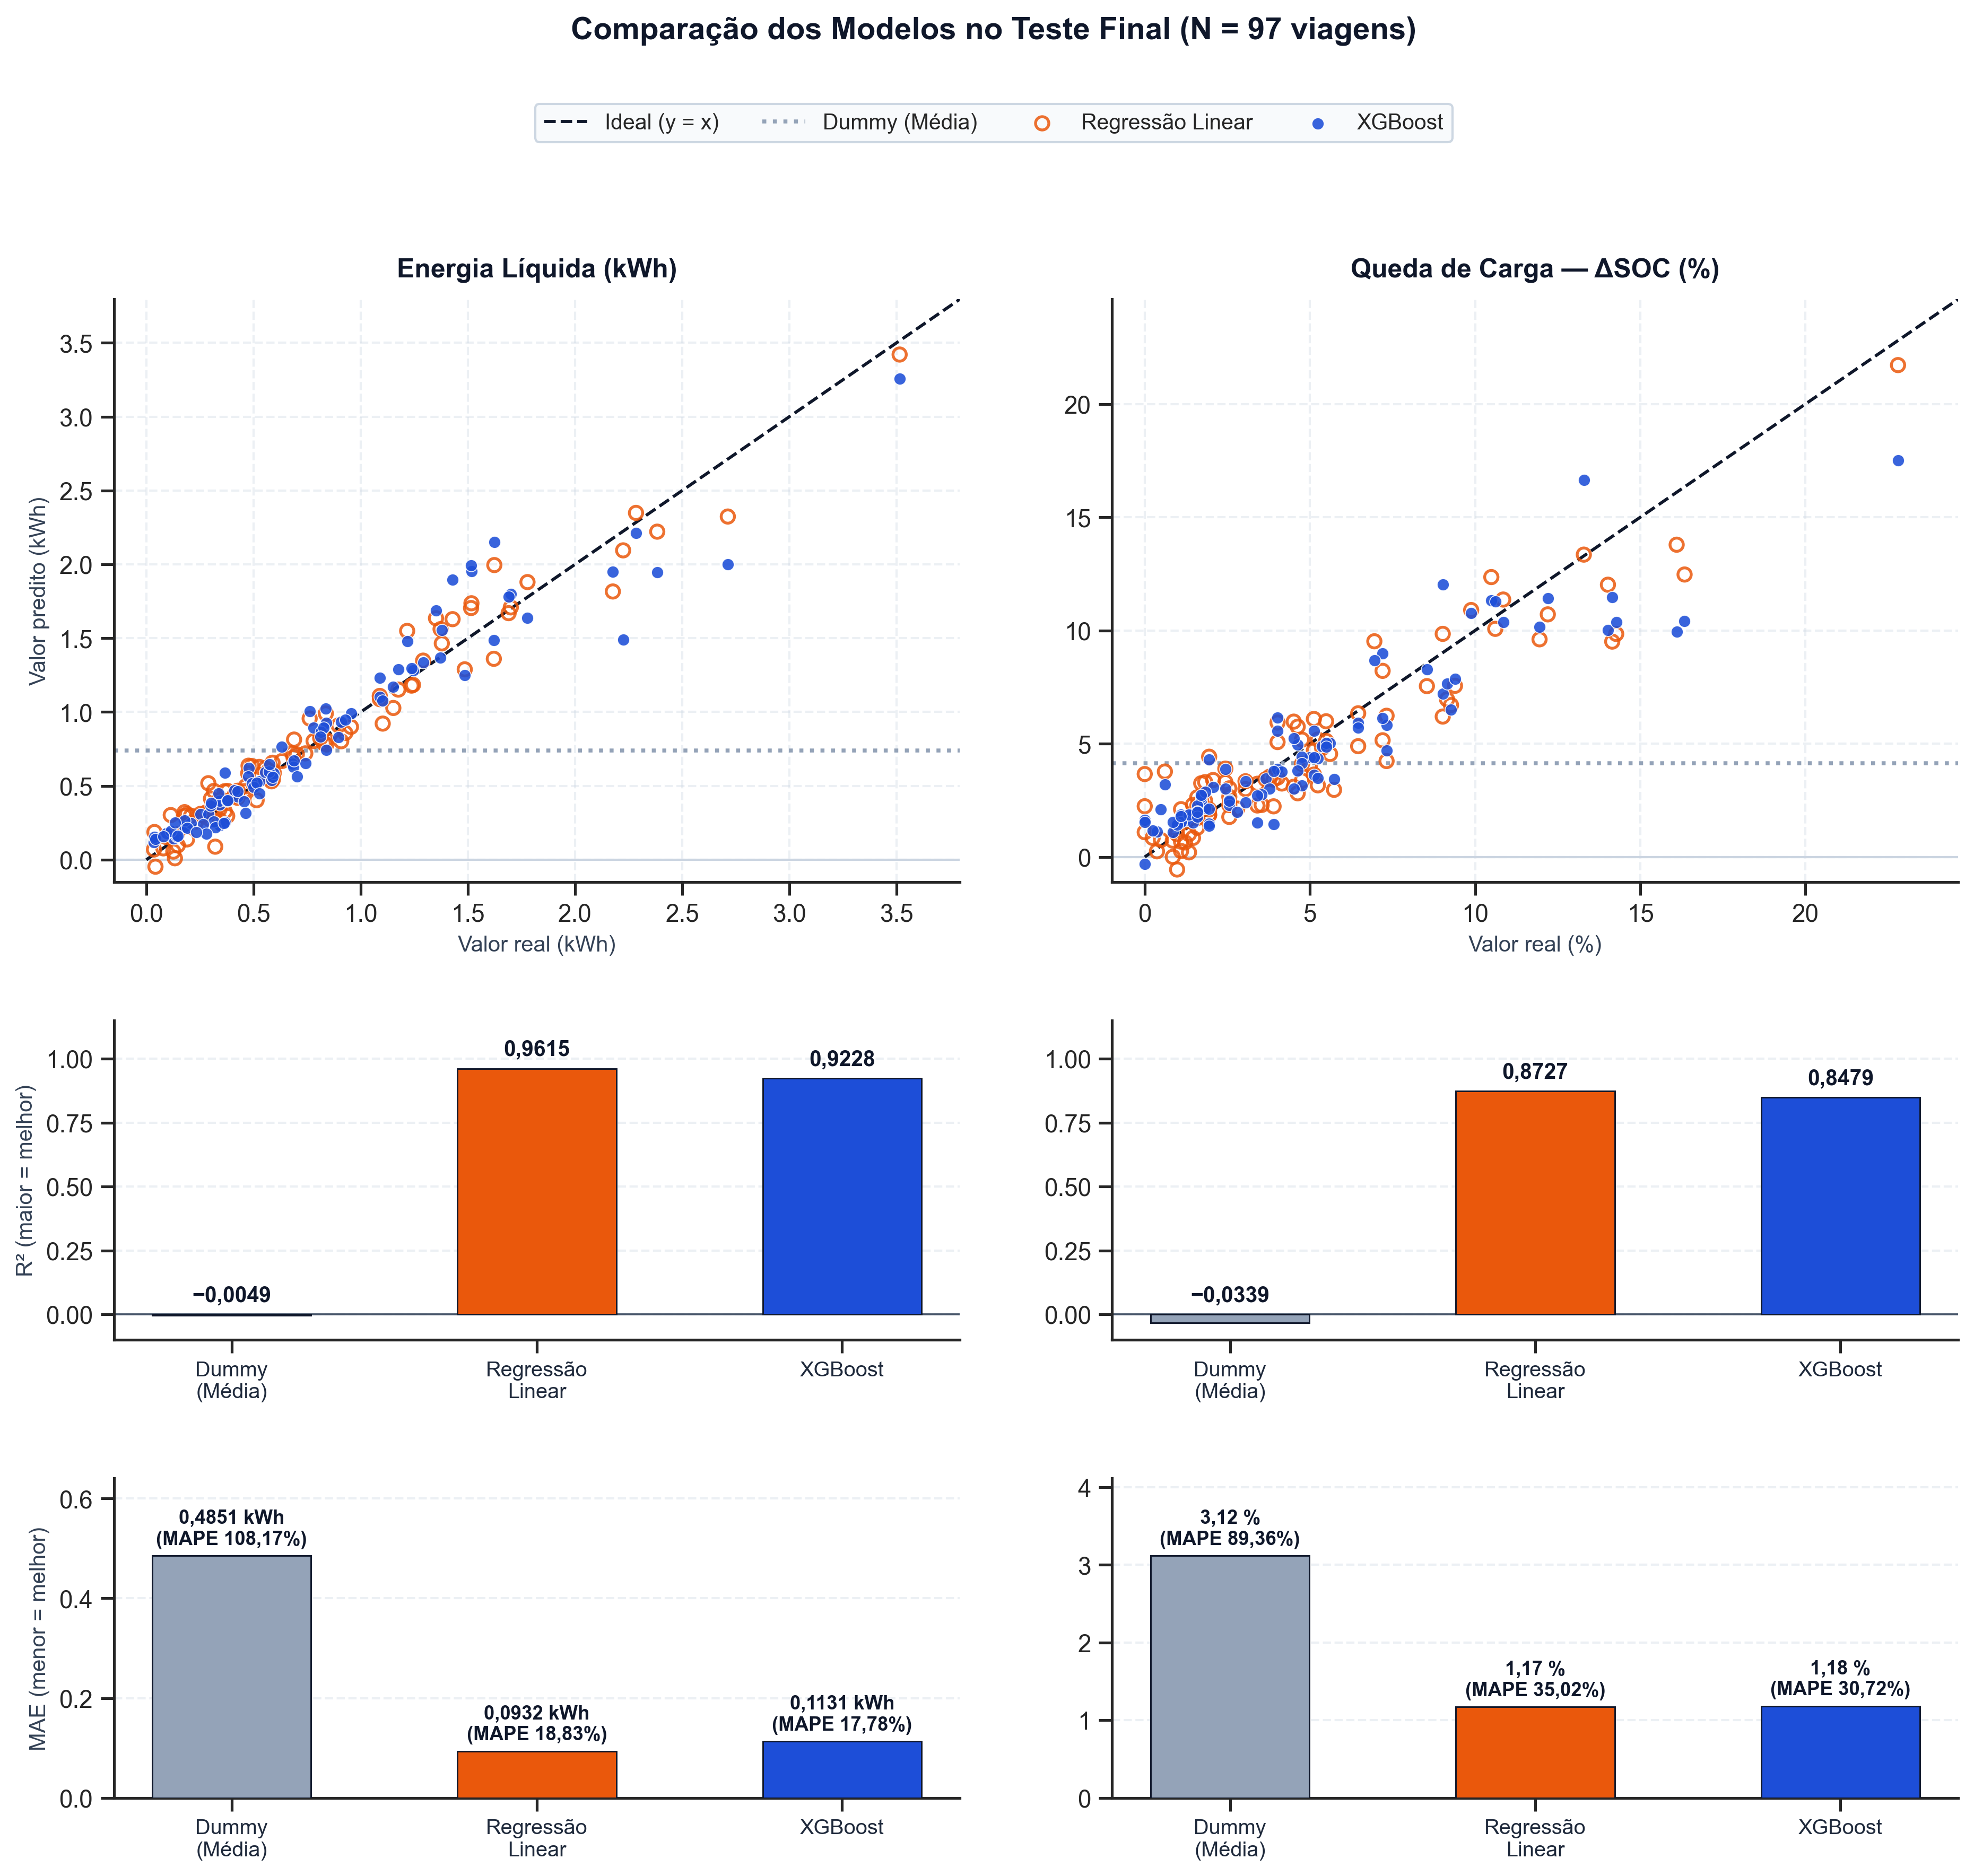 Comparação dos Modelos no Teste Final (N = 97 viagens)
Ideal (y = x) Dummy (Média) Regressão Linear XGBoost
Energia Líquida (kWh)
Valor predito (kWh)
3.5
3.0
2.5
2.0
1.5
1.0
0.5
0.0
0.0 0.5 1.0 1.5 2.0 2.5 3.0 3.5
Valor real (kWh)
Queda de Carga — ΔSOC (%)
20
15
10
5
0
0 5 10 15 20
Valor real (%)
R² (maior = melhor)
1.00
0.75
0.50
0.25
0.00
−0,0049
0,9615
0,9228
Dummy
(Média)
Regressão
Linear
XGBoost
1.00
0.75
0.50
0.25
0.00
−0,0339
0,8727
0,8479
Dummy
(Média)
Regressão
Linear
XGBoost
MAE (menor = melhor)
0.6
0.4
0.2
0.0
0,4851 kWh
(MAPE 108,17%)
0,0932 kWh
(MAPE 18,83%)
0,1131 kWh
(MAPE 17,78%)
Dummy
(Média)
Regressão
Linear
XGBoost
4
3
2
1
0
3,12 %
(MAPE 89,36%)
1,17 %
(MAPE 35,02%)
1,18 %
(MAPE 30,72%)
Dummy
(Média)
Regressão
Linear
XGBoost